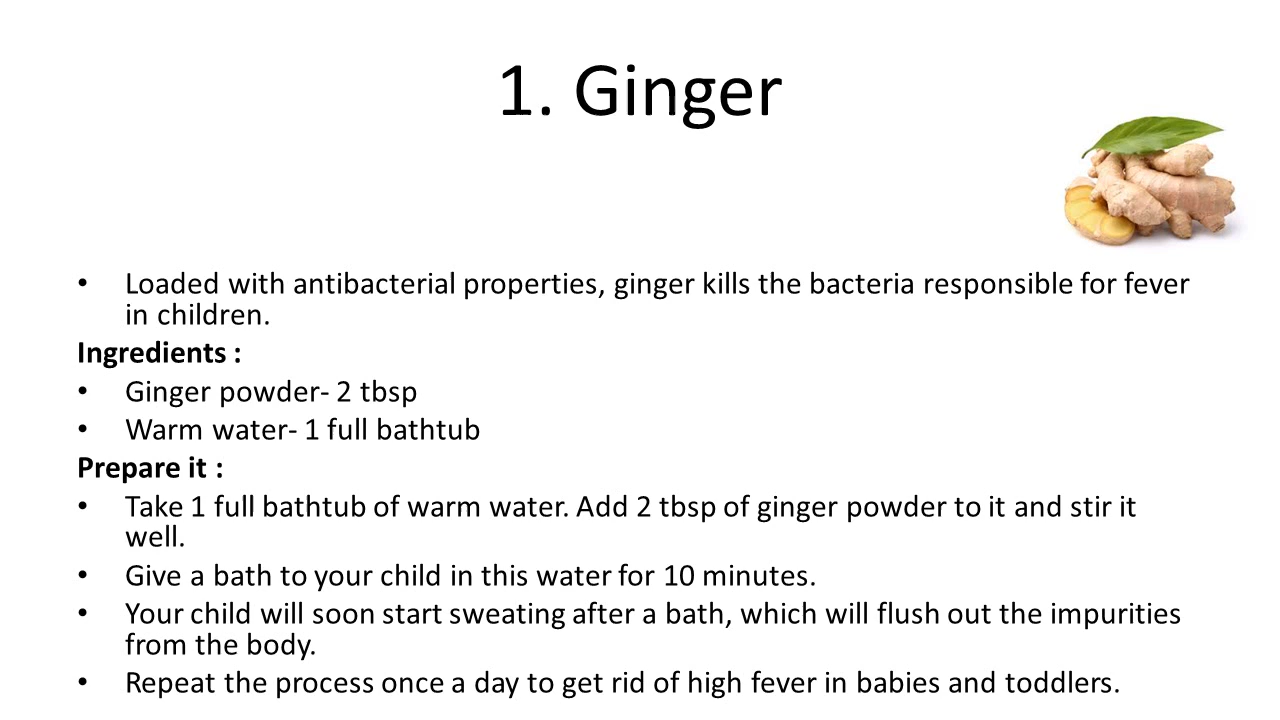 1. Ginger
• Loaded with antibacterial properties, ginger kills the bacteria responsible for fever
in children.
Ingredients :
• Ginger powder- 2 tbsp
• Warm water- 1 full bathtub
Prepare it :
• Take 1 full bathtub of warm water. Add 2 tbsp of ginger powder to it and stir it
well.
• Give a bath to your child in this water for 10 minutes.
• Your child will soon start sweating after a bath, which will flush out the impurities
from the body.
• Repeat the process once a day to get rid of high fever in babies and toddlers.